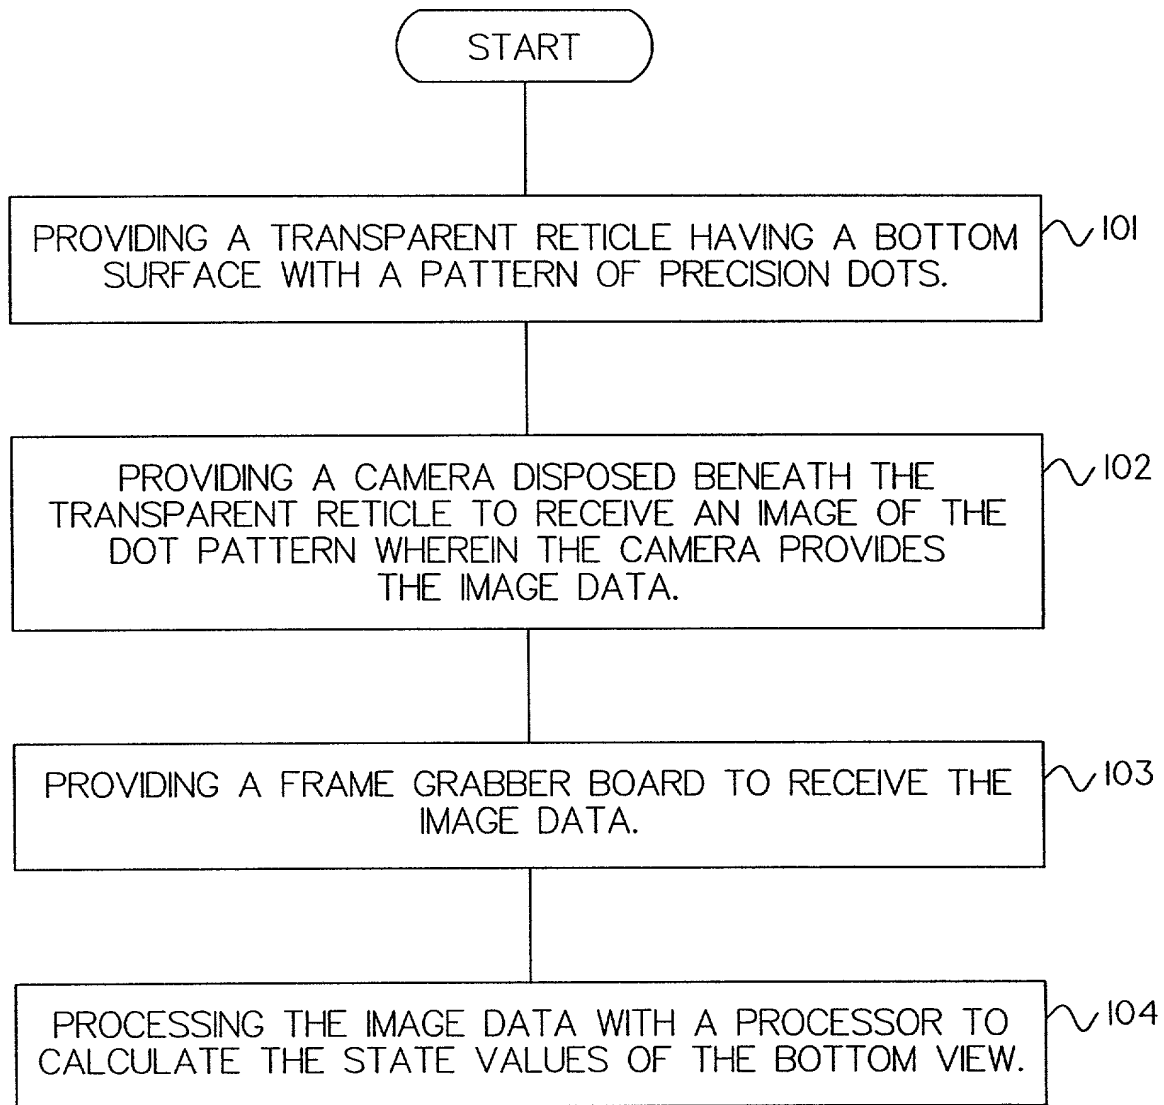 START
PROVIDING A TRANSPARENT RETICLE HAVING A BOTTOM
SURFACE WITH A PATTERN OF PRECISION DOTS.
101
PROVIDING A CAMERA DISPOSED BENEATH THE
TRANSPARENT RETICLE TO RECEIVE AN IMAGE OF THE
DOT PATTERN WHEREIN THE CAMERA PROVIDES
THE IMAGE DATA.
102
PROVIDING A FRAME GRABBER BOARD TO RECEIVE THE
IMAGE DATA.
103
PROCESSING THE IMAGE DATA WITH A PROCESSOR TO
CALCULATE THE STATE VALUES OF THE BOTTOM VIEW.
104